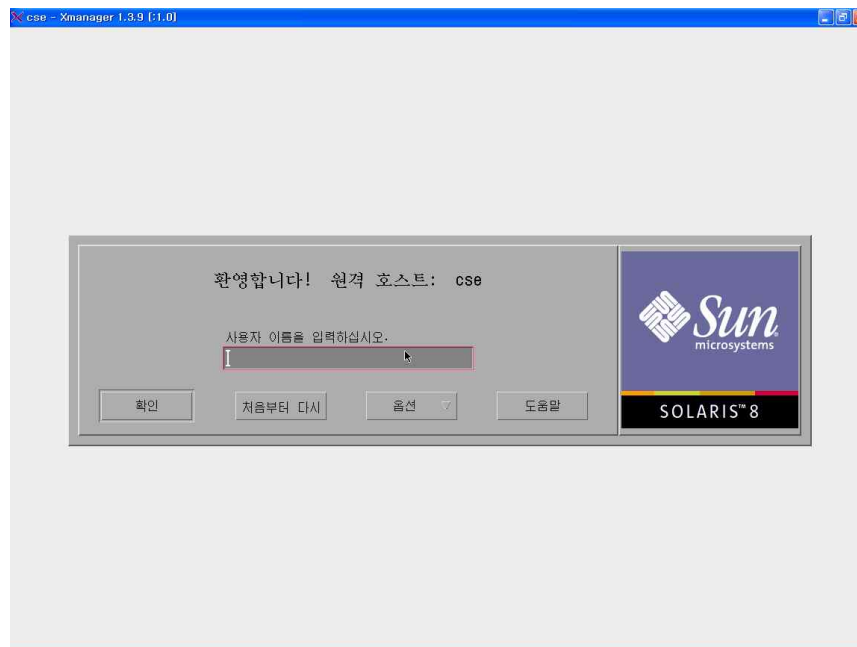 cse - Xmanager 1.3.9 [:1.0]
환영합니다! 원격 호스트: cse
사용자 이름을 입력하십시오.
확인 처음부터 다시 옵션 도움말
Sun
microsystems
SOLARIS™ 8